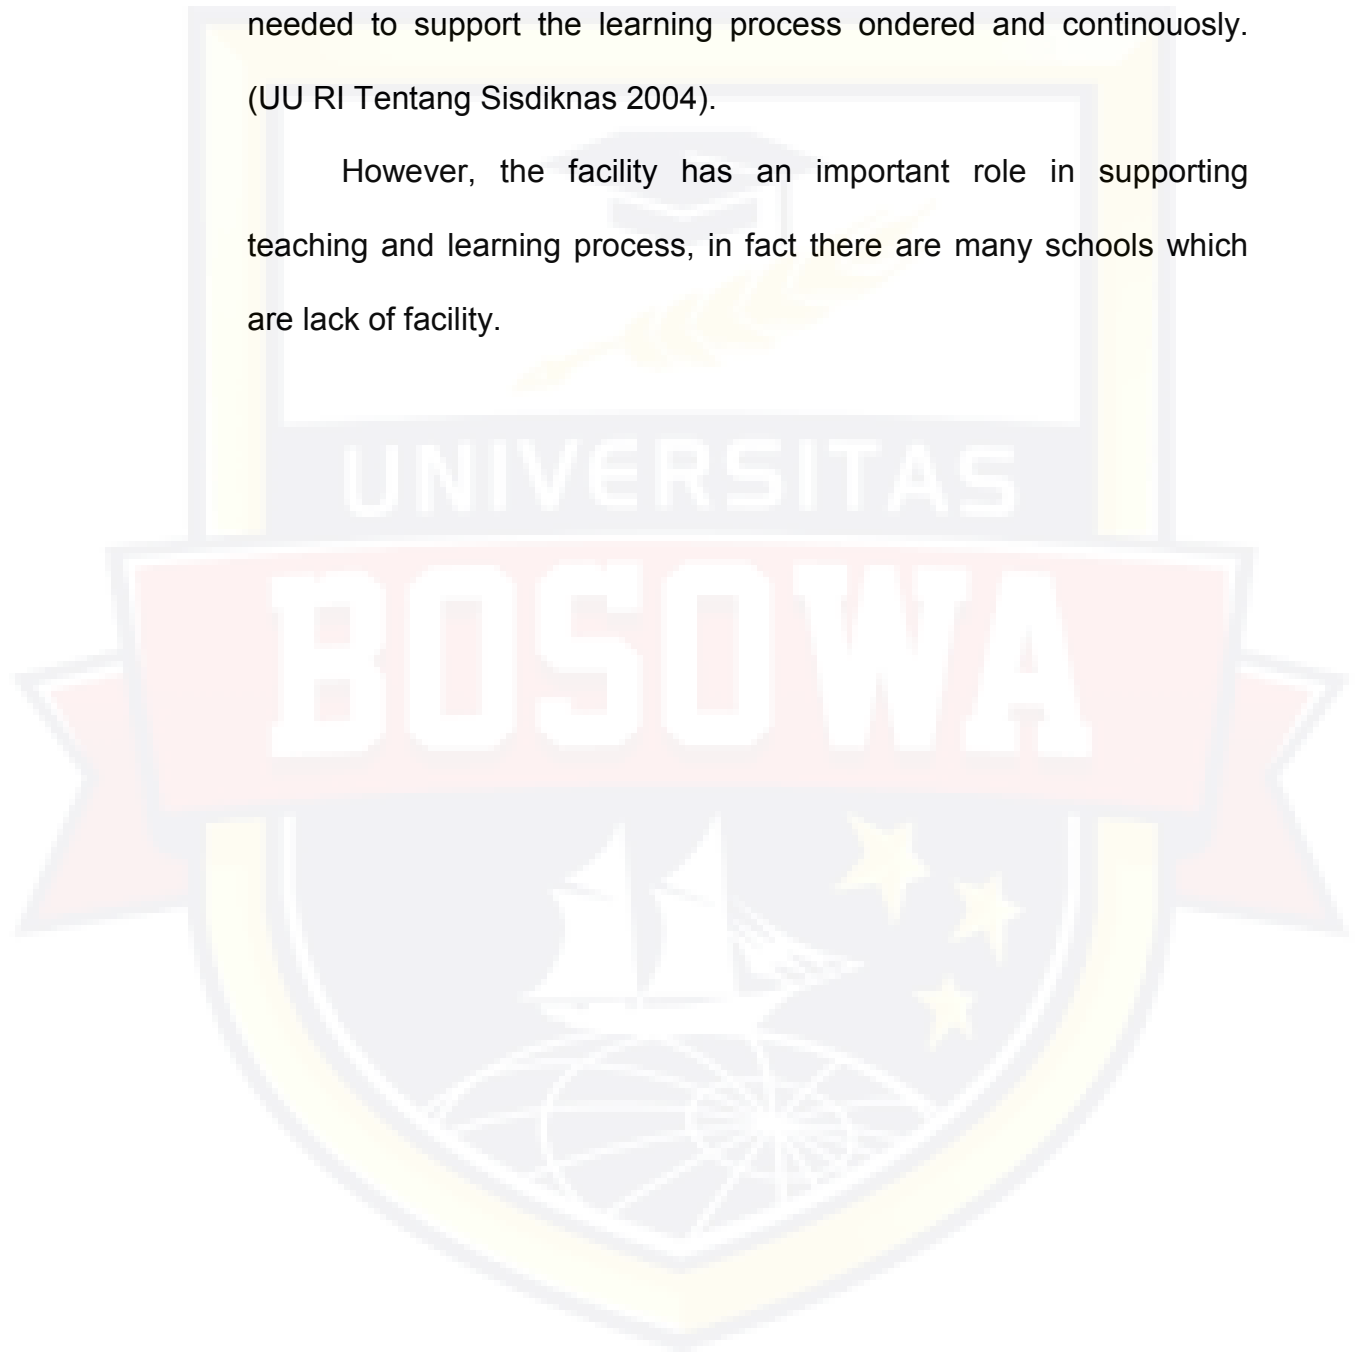 needed to support the learning process ondered and continouosly.
(UU RI Tentang Sisdiknas 2004).
However, the facility has an important role in supporting
teaching and learning process, in fact there are many schools which
are lack of facility.
UNIVERSITAS
BOSOWA